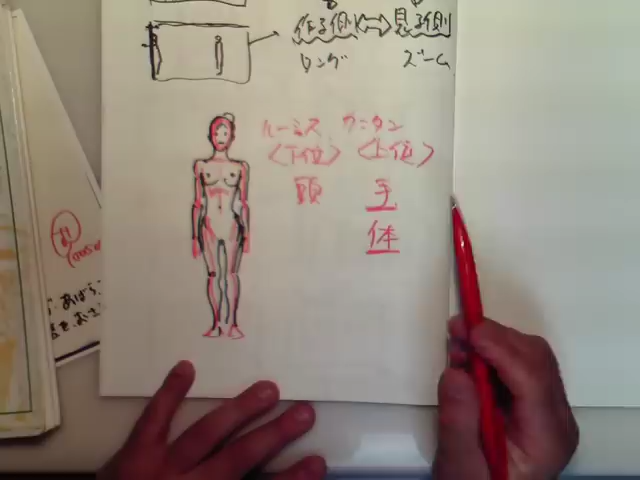 作る側⇔見る側
ロング ズーム
ルーミス カニタン
〈下位〉〈上位〉
頭 手
体